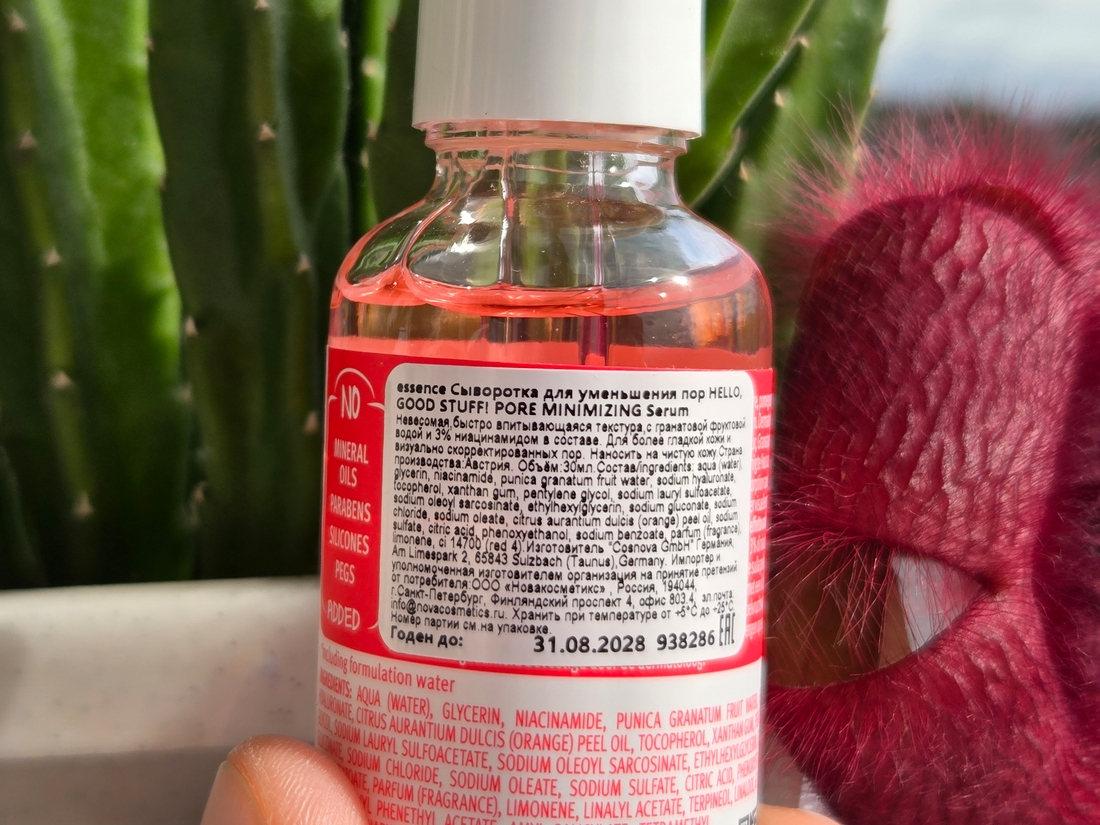 NO
MINERAL
OILS
PARABENS
SILICONES
PEGS
ADDED
essence Сыворотка для уменьшения пор HELLO,
GOOD STUFF! PORE MINIMIZING Serum
Невесомая,быстро впитывающаяся текстура,с гранатовой фруктовой
водой и 3% ниацинамидом в составе. Для более гладкой кожи и
визуально скорректированных пор. Наносить на чистую кожу.Страна
производства:Австрия. Объем:30мл.Состав/ingredients: aqua (water),
glycerin, niacinamide, punica granatum fruit water, sodium hyaluronate,
tocopherol, xanthan gum, pentylene glycol, sodium lauryl sulfoacetate,
sodium oleoyl sarcosinate, ethylhexylglycerin, sodium gluconate, sodium
chloride, sodium oleate, citrus aurantium dulcis (orange) peel oil, sodium
sulfate, citric acid, phenoxyethanol, sodium benzoate, parfum (fragrance),
limonene, ci 14700 (red 4).Изготовитель "Cosnova GmbH" Германия,
Am Limespark 2, 65843 Sulzbach (Taunus),Germany. Импортер и
уполномоченная изготовителем организация на принятие претензий
от потребителя:ООО «Новакосметикс» , Россия, 194044,
г.Санкт-Петербург, Финляндский проспект 4, офис 803,4, эл.почта:
info@novacosmetics.ru. Хранить при температуре от +5°C до +25°C.
Номер партии см.на упаковке.
Годен до: 31.08.2028 938286 EAC
including formulation water
INGREDIENTS: AQUA (WATER), GLYCERIN, NIACINAMIDE, PUNICA GRANATUM FRUIT WATER,
CITRUS AURANTIUM DULCIS (ORANGE) PEEL OIL, TOCOPHEROL, XANTHAN GUM,
SODIUM LAURYL SULFOACETATE, SODIUM OLEOYL SARCOSINATE, ETHYLHEXYLGLYCERIN,
SODIUM CHLORIDE, SODIUM OLEATE, SODIUM SULFATE, CITRIC ACID,
PARFUM (FRAGRANCE), LIMONENE, LINALYL ACETATE, TERPINEOL,
PHENETHYL ACETATE,